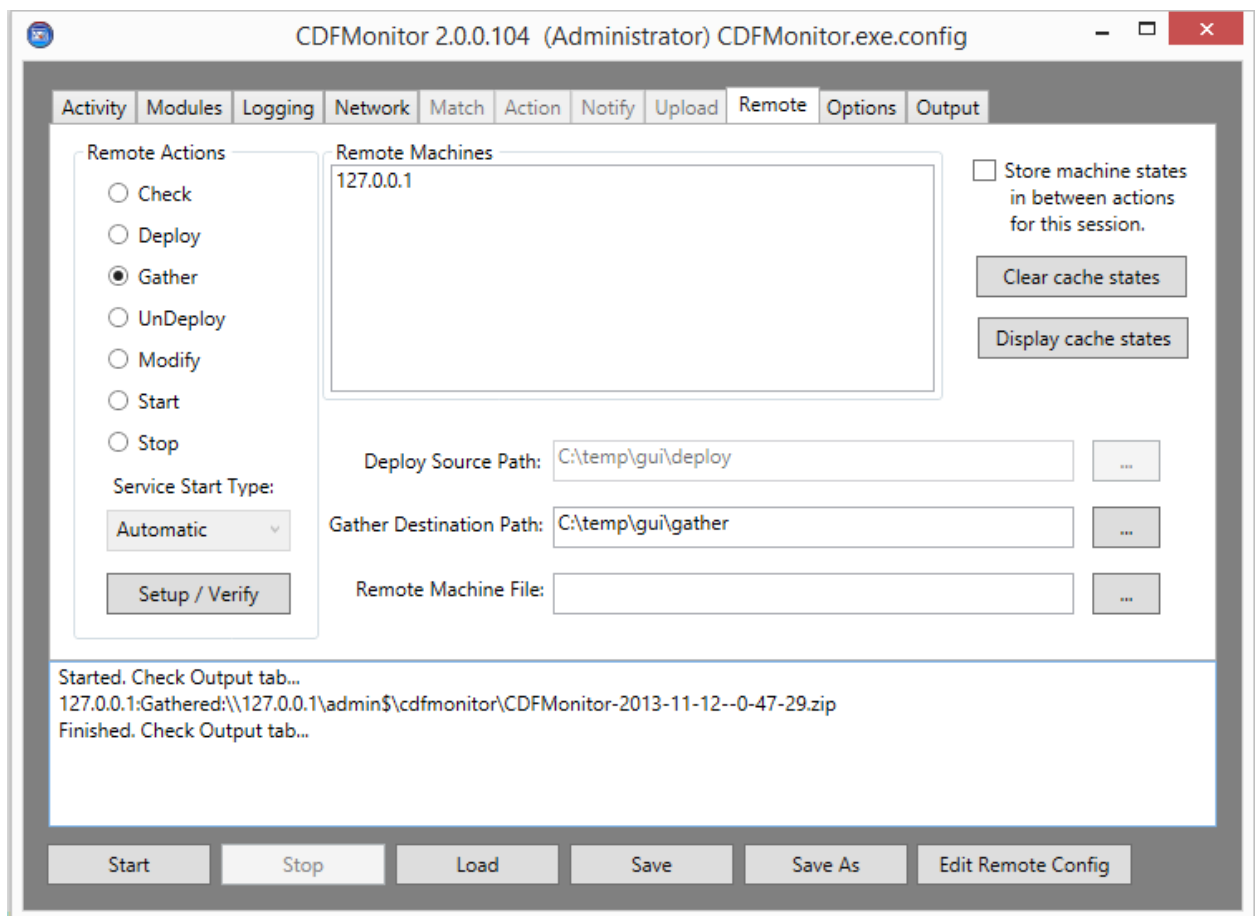 CDFMonitor 2.0.0.104 (Administrator) CDFMonitor.exe.config
Activity Modules Logging Network Match Action Notify Upload Remote Options Output
Remote Actions
Check
Deploy
Gather
UnDeploy
Modify
Start
Stop
Service Start Type:
Automatic
Setup / Verify
Remote Machines
127.0.0.1
Store machine states
in between actions
for this session.
Clear cache states
Display cache states
Deploy Source Path: C:\temp\gui\deploy ...
Gather Destination Path: C:\temp\gui\gather ...
Remote Machine File: ...
Started. Check Output tab...
127.0.0.1:Gathered:\\127.0.0.1\admin$\cdfmonitor\CDFMonitor-2013-11-12--0-47-29.zip
Finished. Check Output tab...
Start Stop Load Save Save As Edit Remote Config